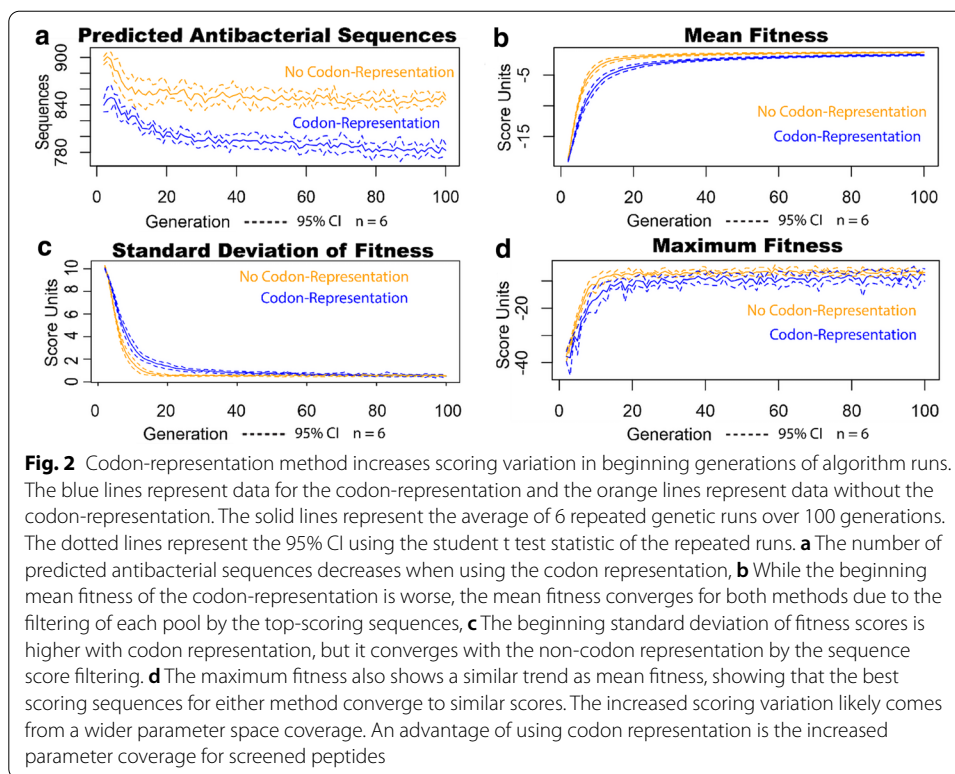 a Predicted Antibacterial Sequences
Sequences
900
840
780
No Codon-Representation
Codon-Representation
0 20 40 60 80 100
Generation ----- 95% CI n = 6
b Mean Fitness
Score Units
-5
-15
No Codon-Representation
Codon-Representation
0 20 40 60 80 100
Generation ----- 95% CI n = 6
c Standard Deviation of Fitness
Score Units
10
8
6
4
2
0
No Codon-Representation
Codon-Representation
0 20 40 60 80 100
Generation ----- 95% CI n = 6
d Maximum Fitness
Score Units
-20
-40
No Codon-Representation
Codon-Representation
0 20 40 60 80 100
Generation ----- 95% CI n = 6
Fig. 2 Codon-representation method increases scoring variation in beginning generations of algorithm runs.
The blue lines represent data for the codon-representation and the orange lines represent data without the
codon-representation. The solid lines represent the average of 6 repeated genetic runs over 100 generations.
The dotted lines represent the 95% CI using the student t test statistic of the repeated runs. a The number of
predicted antibacterial sequences decreases when using the codon representation, b While the beginning
mean fitness of the codon-representation is worse, the mean fitness converges for both methods due to the
filtering of each pool by the top-scoring sequences, c The beginning standard deviation of fitness scores is
higher with codon representation, but it converges with the non-codon representation by the sequence
score filtering. d The maximum fitness also shows a similar trend as mean fitness, showing that the best
scoring sequences for either method converge to similar scores. The increased scoring variation likely comes
from a wider parameter space coverage. An advantage of using codon representation is the increased
parameter coverage for screened peptides